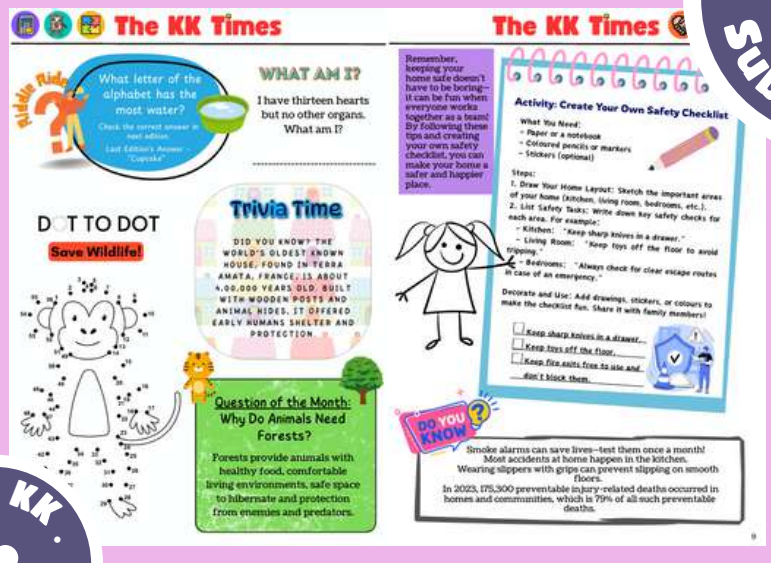 The KK Times
Riddle Ride
What letter of the
alphabet has the
most water?
Check the correct answer in
next edition.
Last Edition's Answer -
"Cupcake"
WHAT AM I?
I have thirteen hearts
but no other organs.
What am I?
DOT TO DOT
Save Wildlife!
Trivia Time
DID YOU KNOW? THE
WORLD'S OLDEST KNOWN
HOUSE, FOUND IN TERRA
AMATA, FRANCE, IS ABOUT
4,00,000 YEARS OLD. BUILT
WITH WOODEN POSTS AND
ANIMAL HIDES, IT OFFERED
EARLY HUMANS SHELTER AND
PROTECTION
Question of the Month:
Why Do Animals Need
Forests?
Forests provide animals with
healthy food, comfortable
living environments, safe space
to hibernate and protection
from enemies and predators.
KK
The KK Times
Remember,
keeping your
home safe doesn't
have to be boring—
it can be fun when
everyone works
together as a team!
By following these
tips and creating
your own safety
checklist, you can
make your home a
safer and happier
place.
Activity: Create Your Own Safety Checklist
What You Need:
- Paper or a notebook
- Coloured pencils or markers
- Stickers (optional)
Steps:
1. Draw Your Home Layout: Sketch the important areas
of your home (kitchen, living room, bedrooms, etc.).
2. List Safety Tasks: Write down key safety checks for
each area. For example:
- Kitchen: "Keep sharp knives in a drawer."
- Living Room: "Keep toys off the floor to avoid
tripping."
- Bedrooms: "Always check for clear escape routes
in case of an emergency."
Decorate and Use: Add drawings, stickers, or colours to
make the checklist fun. Share it with family members!
Keep sharp knives in a drawer.
Keep toys off the floor.
Keep fire exits free to use and
don't block them.
DO YOU
KNOW ?
Smoke alarms can save lives—test them once a month!
Most accidents at home happen in the kitchen.
Wearing slippers with grips can prevent slipping on smooth
floors.
In 2023, 175,300 preventable injury-related deaths occurred in
homes and communities, which is 79% of all such preventable
deaths.
9